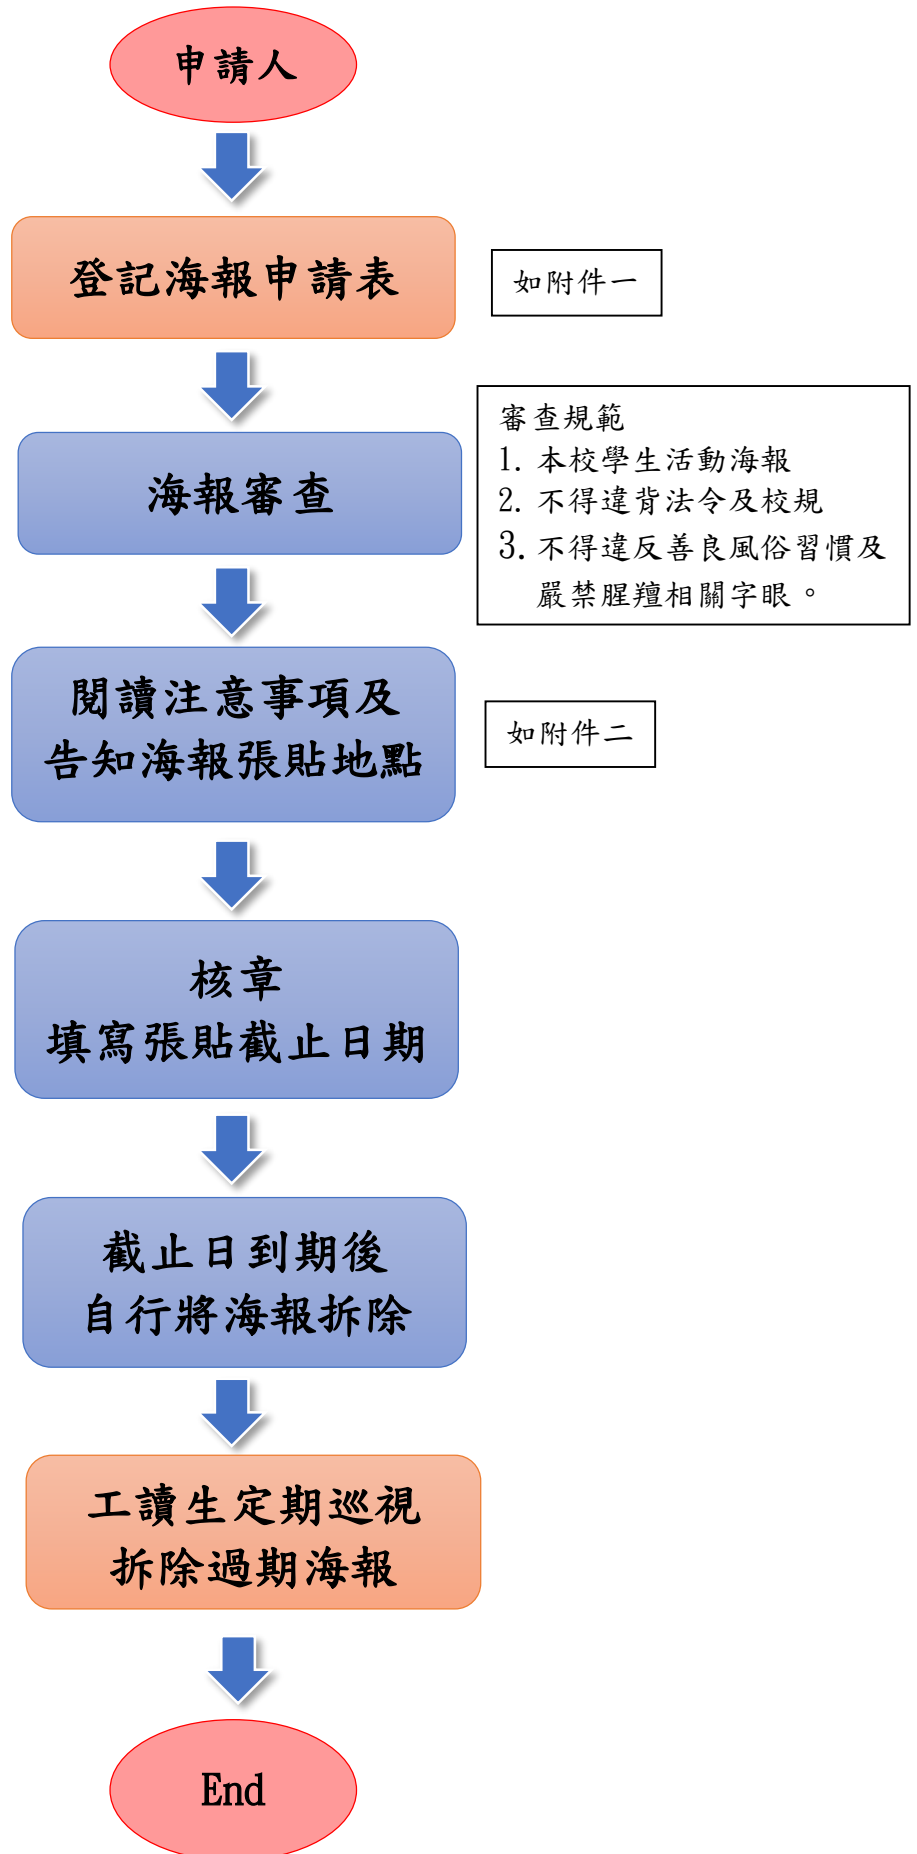 申請人
登記海報申請表
如附件一
海報審查
審查規範
1. 本校學生活動海報
2. 不得違背法令及校規
3. 不得違反善良風俗習慣及
嚴禁腥羶相關字眼。
閱讀注意事項及
告知海報張貼地點
如附件二
核章
填寫張貼截止日期
截止日到期後
自行將海報拆除
工讀生定期巡視
拆除過期海報
End